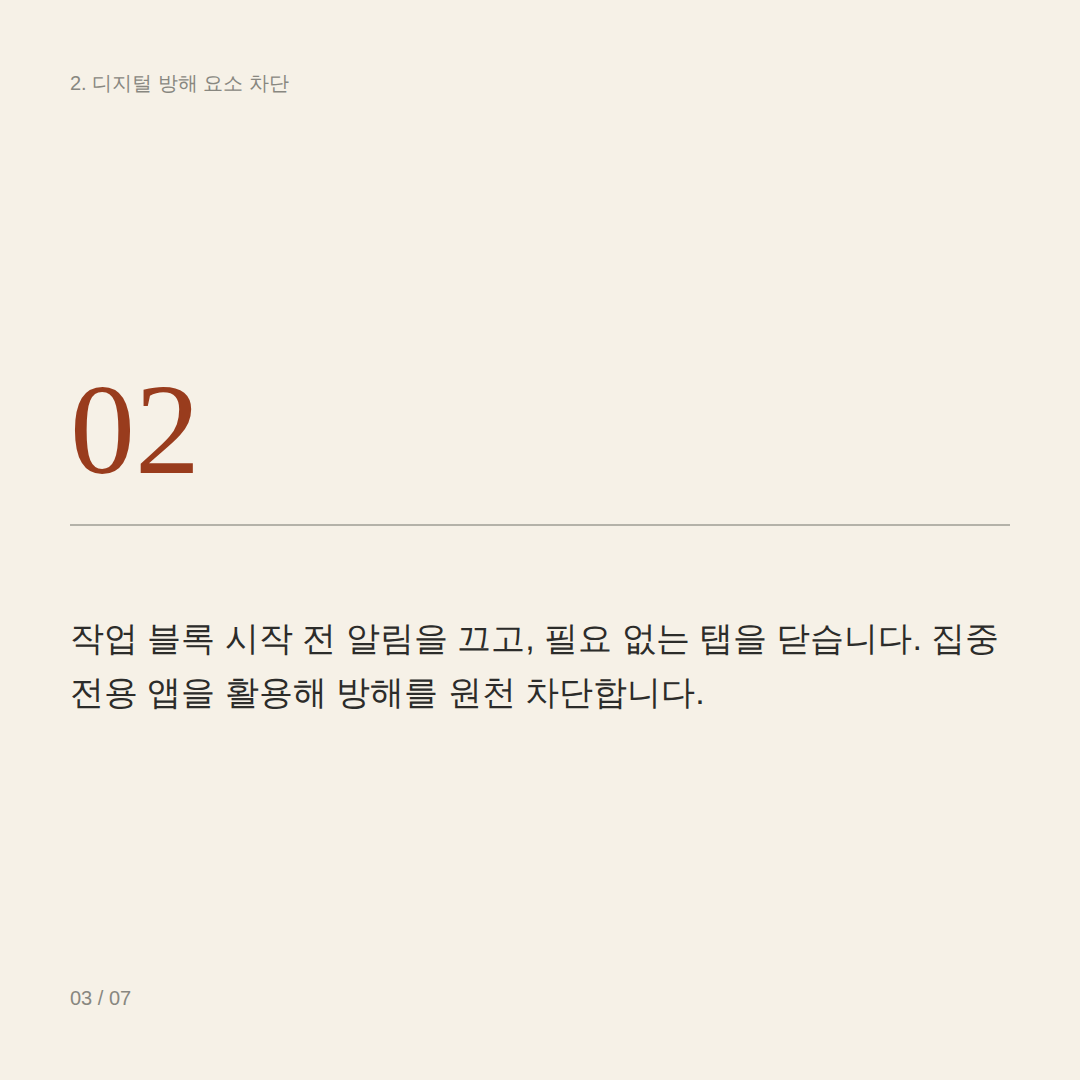 2. 디지털 방해 요소 차단
02
작업 블록 시작 전 알림을 끄고, 필요 없는 탭을 닫습니다. 집중
전용 앱을 활용해 방해를 원천 차단합니다.
03 / 07